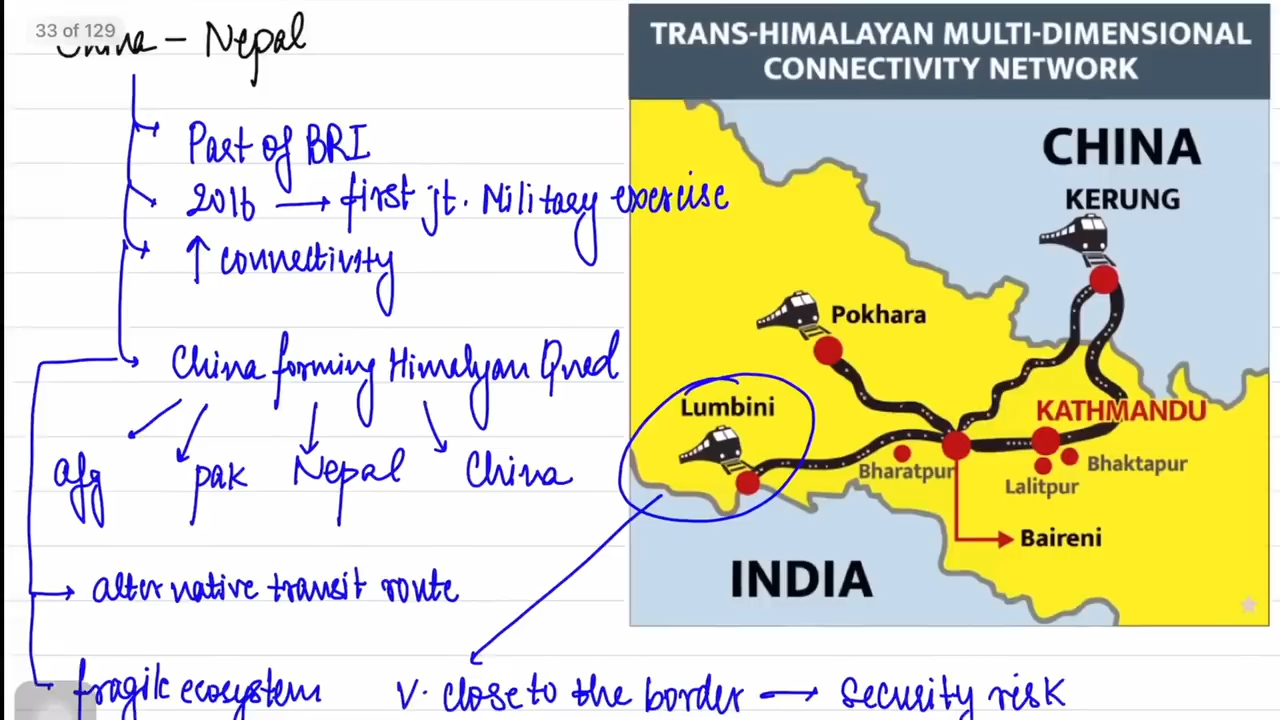 33 of 129
China – Nepal
Part of BRI
2016 → first jt. Military exercise
↑ connectivity
China forming Himalyan Quad
afg pak Nepal China
alternative transit route
fragile ecosystem
v. close to the border → security risk
TRANS-HIMALAYAN MULTI-DIMENSIONAL
CONNECTIVITY NETWORK
CHINA
KERUNG
Pokhara
Lumbini
KATHMANDU
Bharatpur
Bhaktapur
Lalitpur
Baireni
INDIA